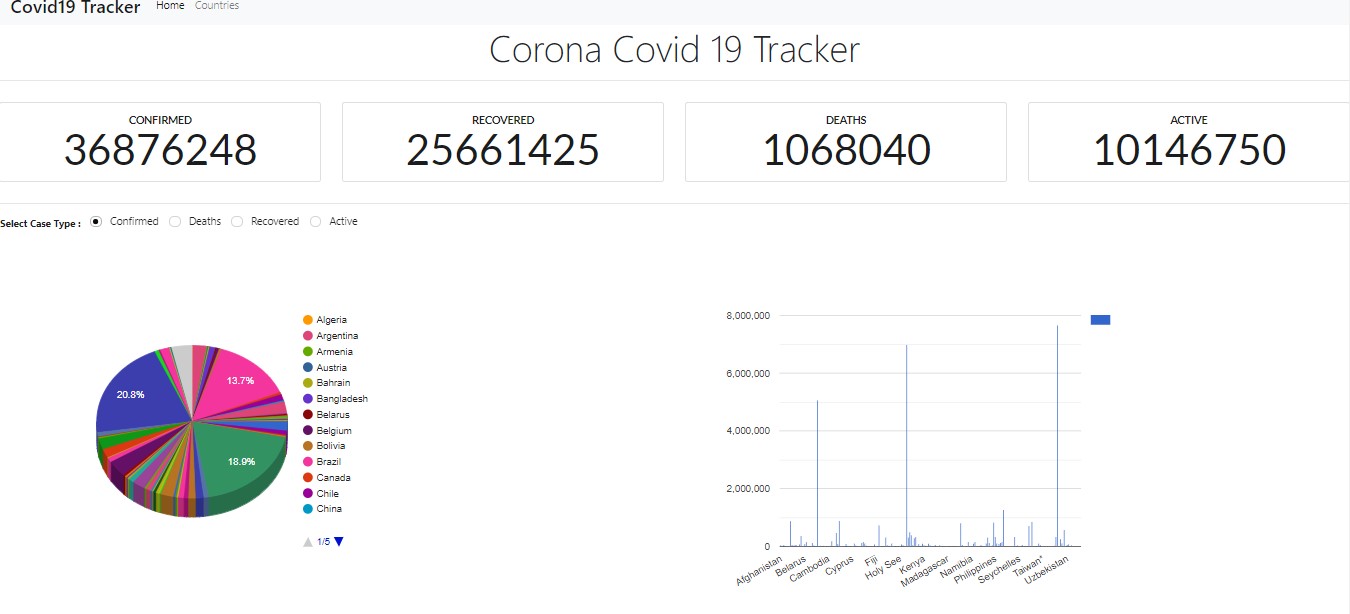 Covid19 Tracker Home Countries
Corona Covid 19 Tracker
CONFIRMED
36876248
RECOVERED
25661425
DEATHS
1068040
ACTIVE
10146750
Select Case Type : Confirmed Deaths Recovered Active
13.7%
20.8%
18.9%
Algeria
Argentina
Armenia
Austria
Bahrain
Bangladesh
Belarus
Belgium
Bolivia
Brazil
Canada
Chile
China
1/5
8,000,000
6,000,000
4,000,000
2,000,000
0
Afghanistan
Belarus
Cambodia
Cyprus
Fiji
Holy See
Kenya
Madagascar
Namibia
Philippines
Seychelles
Taiwan*
Uzbekistan